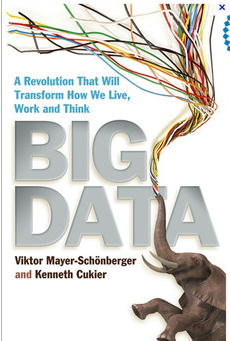 A Revolution That Will
Transform How We Live,
Work and Think
BIG
DATA
Viktor Mayer-Schönberger
and Kenneth Cukier